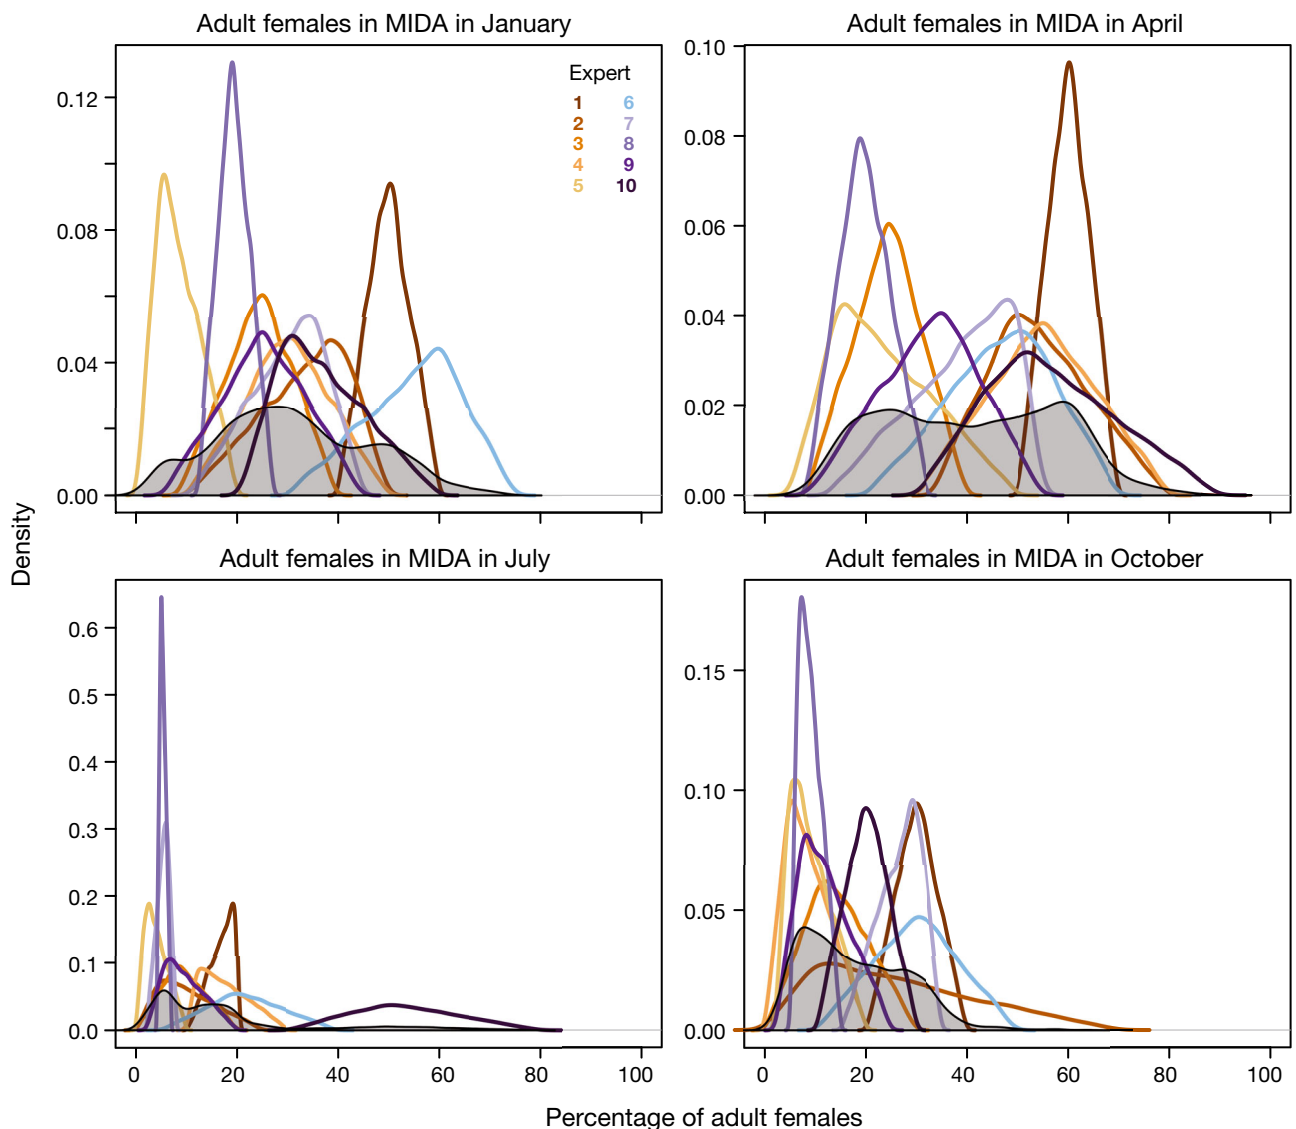 Adult females in MIDA in January
Adult females in MIDA in April
0.12
0.08
0.04
0.00
Expert
1 6
2 7
3 8
4 9
5 10
0.10
0.08
0.06
0.04
0.02
0.00
Density
Adult females in MIDA in July
Adult females in MIDA in October
0.6
0.5
0.4
0.3
0.2
0.1
0.0
0.15
0.10
0.05
0.00
0 20 40 60 80 100
0 20 40 60 80 100
Percentage of adult females